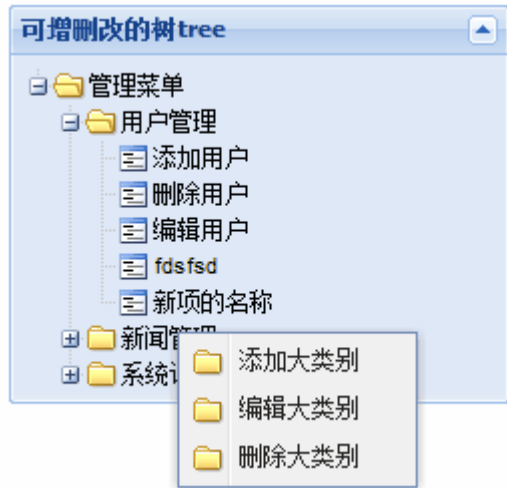 可增删改的树tree
管理菜单
用户管理
添加用户
删除用户
编辑用户
fdsfsd
新项的名称
新闻管理
系统
添加大类别
编辑大类别
删除大类别